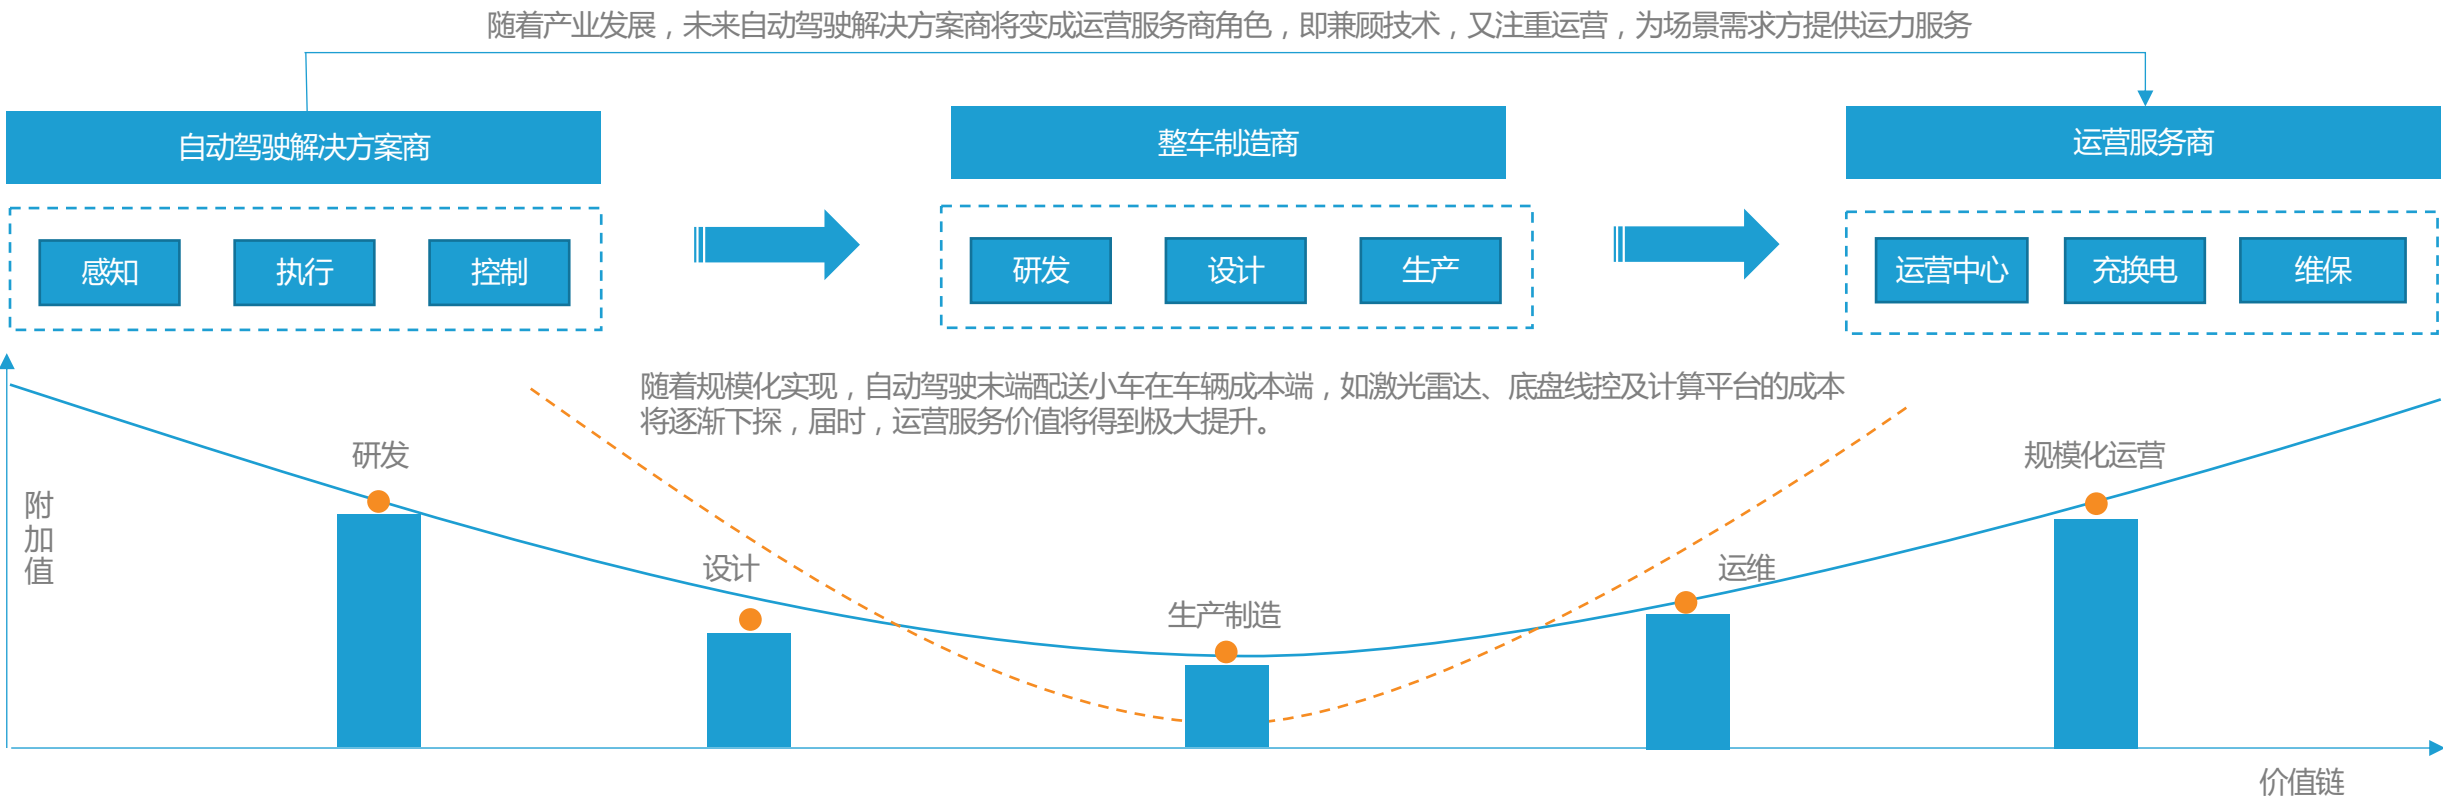 随着产业发展，未来自动驾驶解决方案商将变成运营服务商角色，即兼顾技术，又注重运营，为场景需求方提供运力服务
自动驾驶解决方案商
整车制造商
运营服务商
感知
执行
控制
研发
设计
生产
运营中心
充换电
维保
随着规模化实现，自动驾驶末端配送小车在车辆成本端，如激光雷达、底盘线控及计算平台的成本
将逐渐下探，届时，运营服务价值将得到极大提升。
附加值
研发
设计
生产制造
运维
规模化运营
价值链